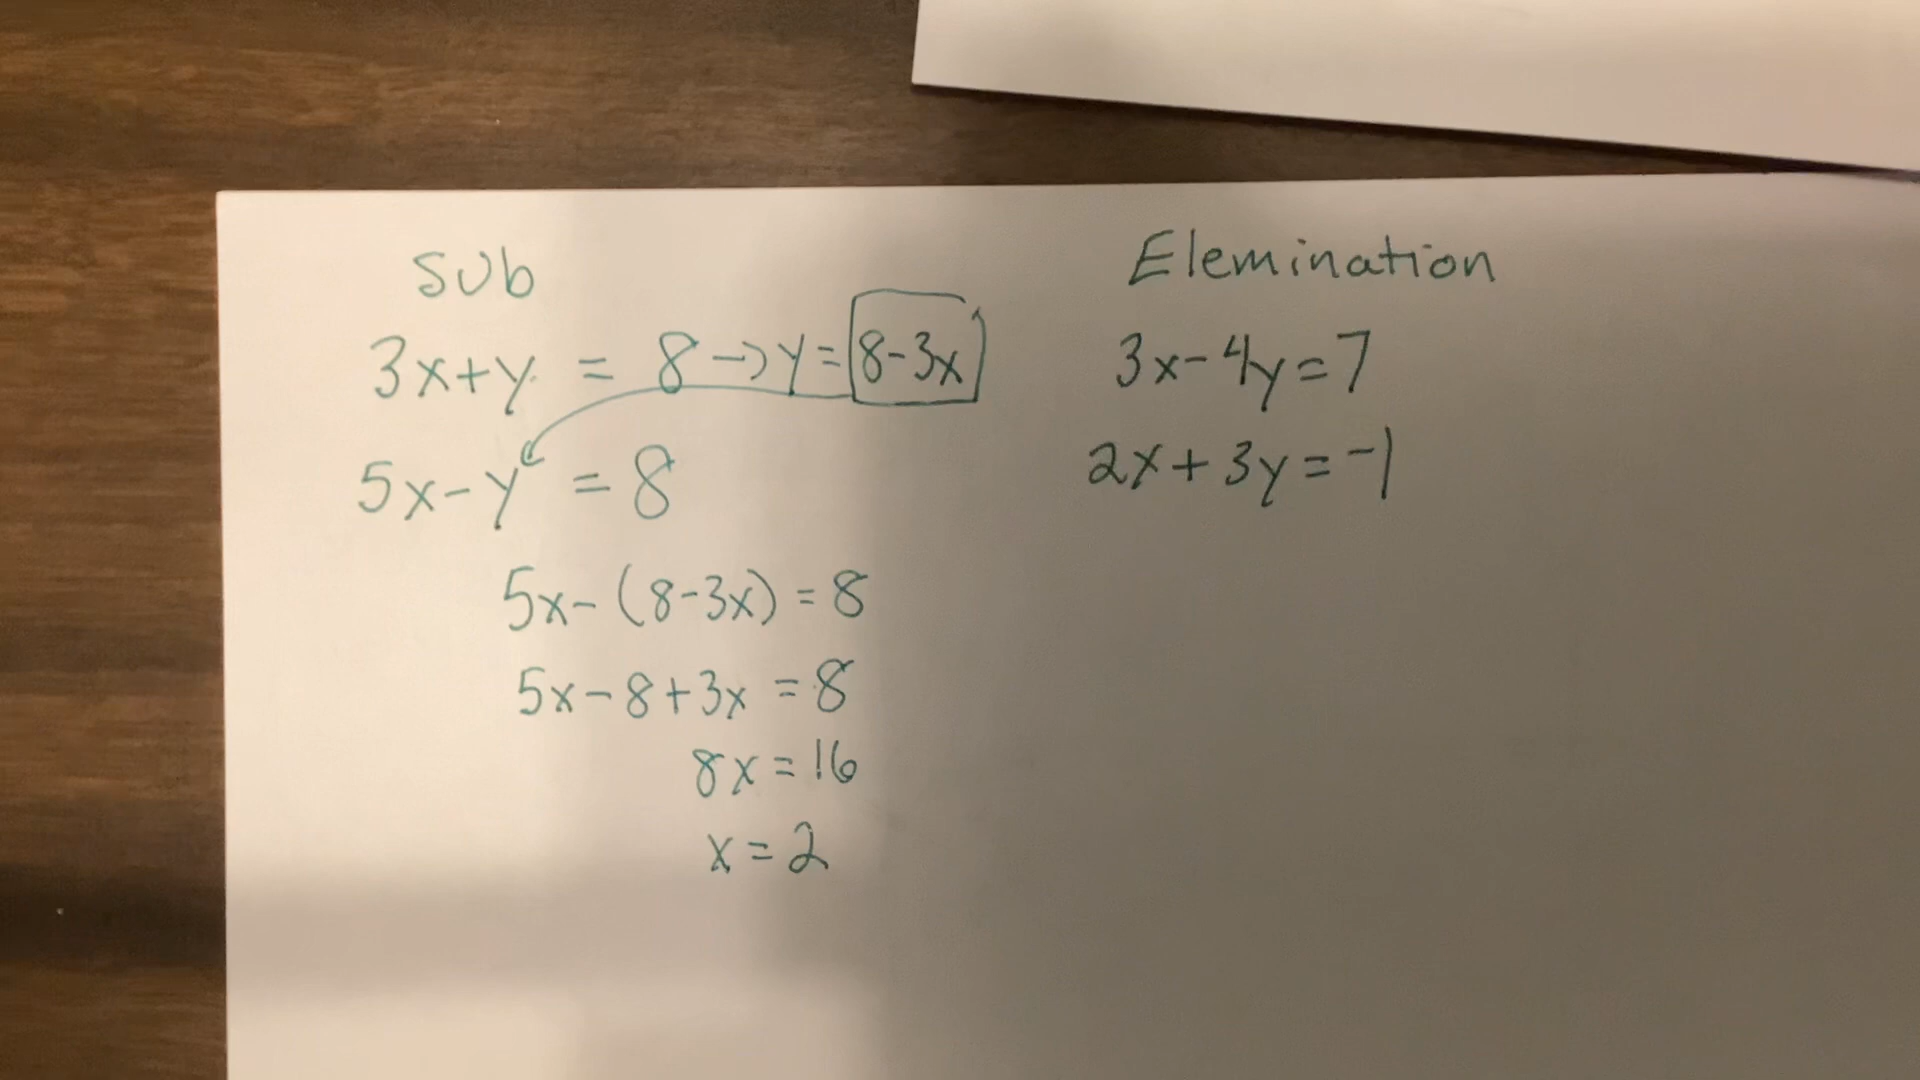 Sub
3x+y = 8 → y = 8-3x
5x-y = 8
5x-(8-3x) = 8
5x-8+3x = 8
8x = 16
x = 2
Elemination
3x-4y=7
2x+3y=-1